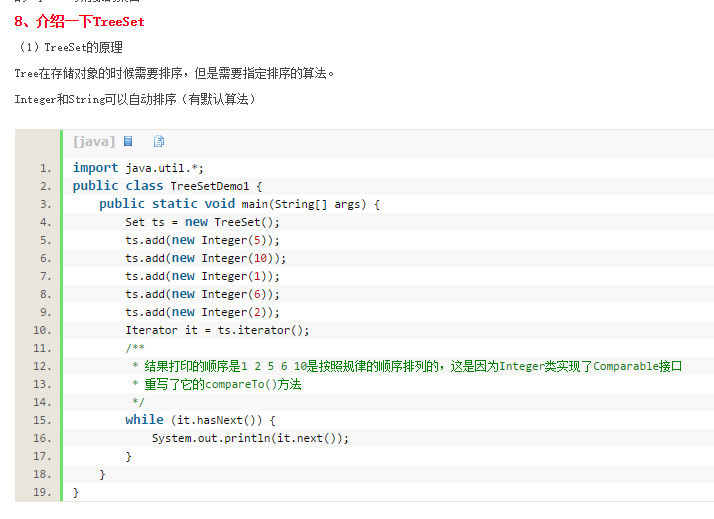 8、介绍一下TreeSet
（1）TreeSet的原理
Tree在存储对象的时候需要排序，但是需要指定排序的算法。
Integer和String可以自动排序（有默认算法）
[java]
1. import java.util.*;
2. public class TreeSetDemo1 {
3. public static void main(String[] args) {
4. Set ts = new TreeSet();
5. ts.add(new Integer(5));
6. ts.add(new Integer(10));
7. ts.add(new Integer(1));
8. ts.add(new Integer(6));
9. ts.add(new Integer(2));
10. Iterator it = ts.iterator();
11. /**
12. * 结果打印的顺序是1 2 5 6 10是按照规律的顺序排列的，这是因为Integer类实现了Comparable接口
13. * 重写了它的compareTo()方法
14. */
15. while (it.hasNext()) {
16. System.out.println(it.next());
17. }
18. }
19. }